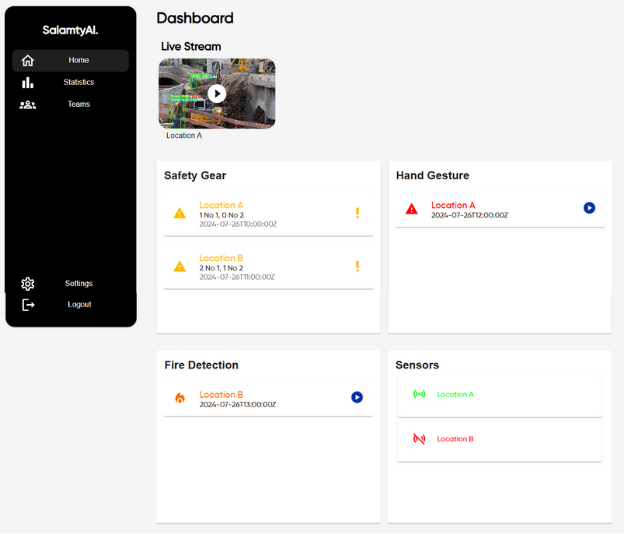 SalamtyAI.
Home
Statistics
Teams
Settings
Logout
Dashboard
Live Stream
Location A
Safety Gear
Location A
1 No 1, 0 No 2
2024-07-26T10:00:00Z
Location B
2 No 1, 1 No 2
2024-07-26T11:00:00Z
Hand Gesture
Location A
2024-07-26T12:00:00Z
Fire Detection
Location B
2024-07-26T13:00:00Z
Sensors
Location A
Location B